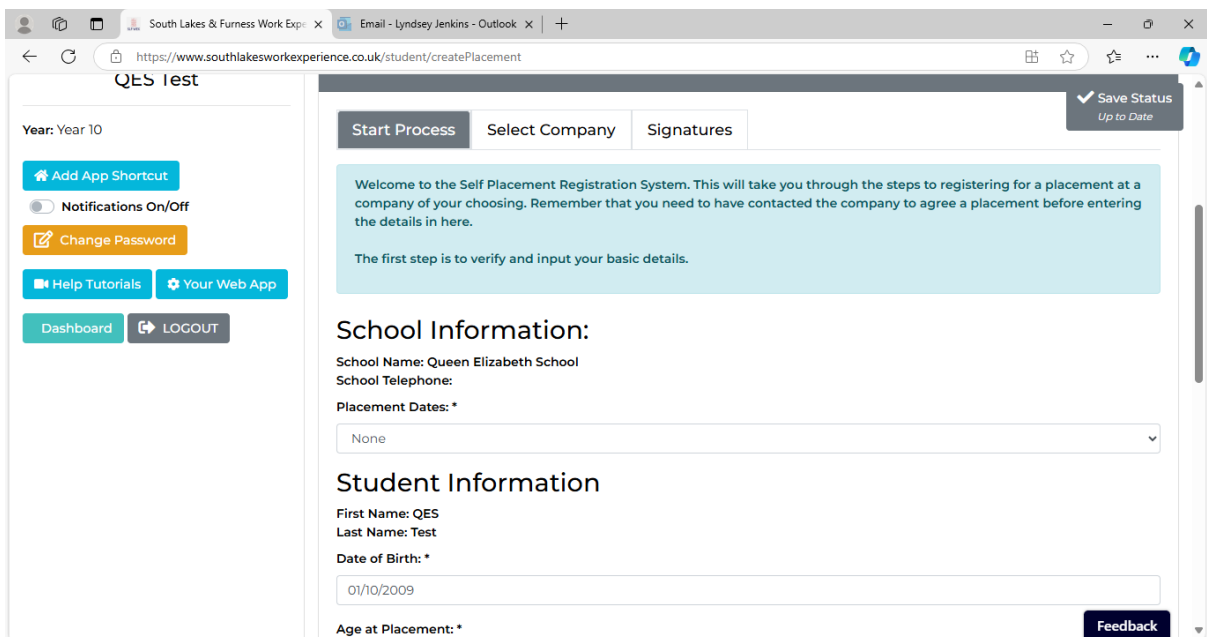 South Lakes & Furness Work Expe
Email - Lyndsey Jenkins - Outlook
https://www.southlakesworkexperience.co.uk/student/createPlacement
QES Test
Year: Year 10
Add App Shortcut
Notifications On/Off
Change Password
Help Tutorials
Your Web App
Dashboard
LOGOUT
Save Status
Up to Date
Start Process
Select Company
Signatures
Welcome to the Self Placement Registration System. This will take you through the steps to registering for a placement at a
company of your choosing. Remember that you need to have contacted the company to agree a placement before entering
the details in here.
The first step is to verify and input your basic details.
School Information:
School Name: Queen Elizabeth School
School Telephone:
Placement Dates: *
None
Student Information
First Name: QES
Last Name: Test
Date of Birth: *
01/10/2009
Age at Placement: *
Feedback